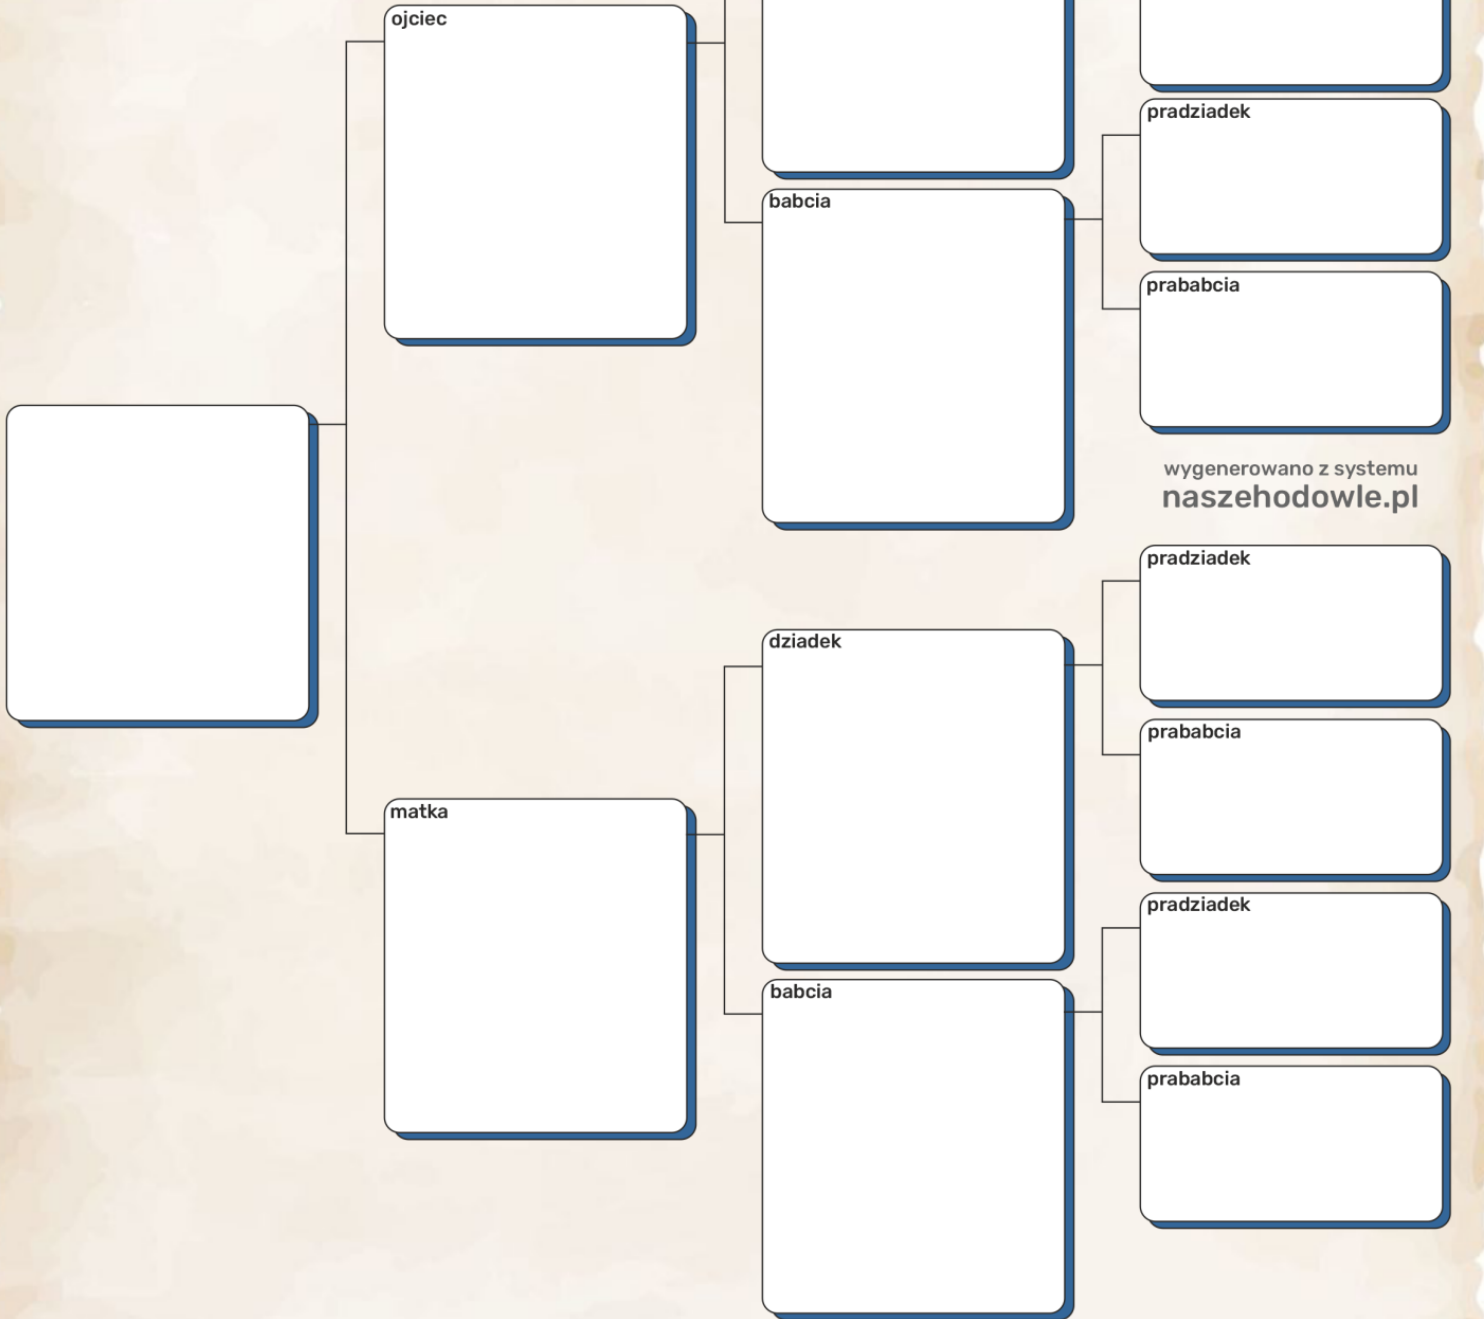 ojciec
pradziadek
babcia
prababcia
wygenerowano z systemu
naszehodowle.pl
pradziadek
dziadek
prababcia
matka
pradziadek
babcia
prababcia